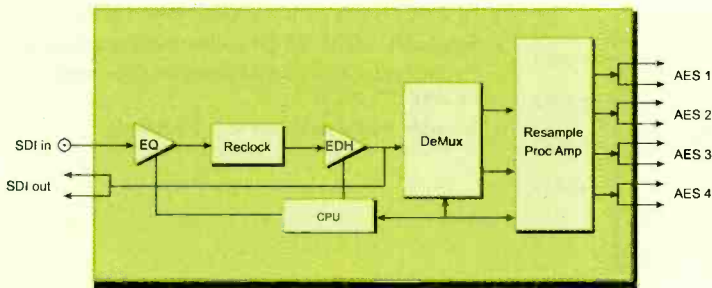 SDI in
SDI out
EQ
Reclock
EDH
CPU
DeMux
Resample
Proc Amp
AES 1
AES 2
AES 3
AES 4